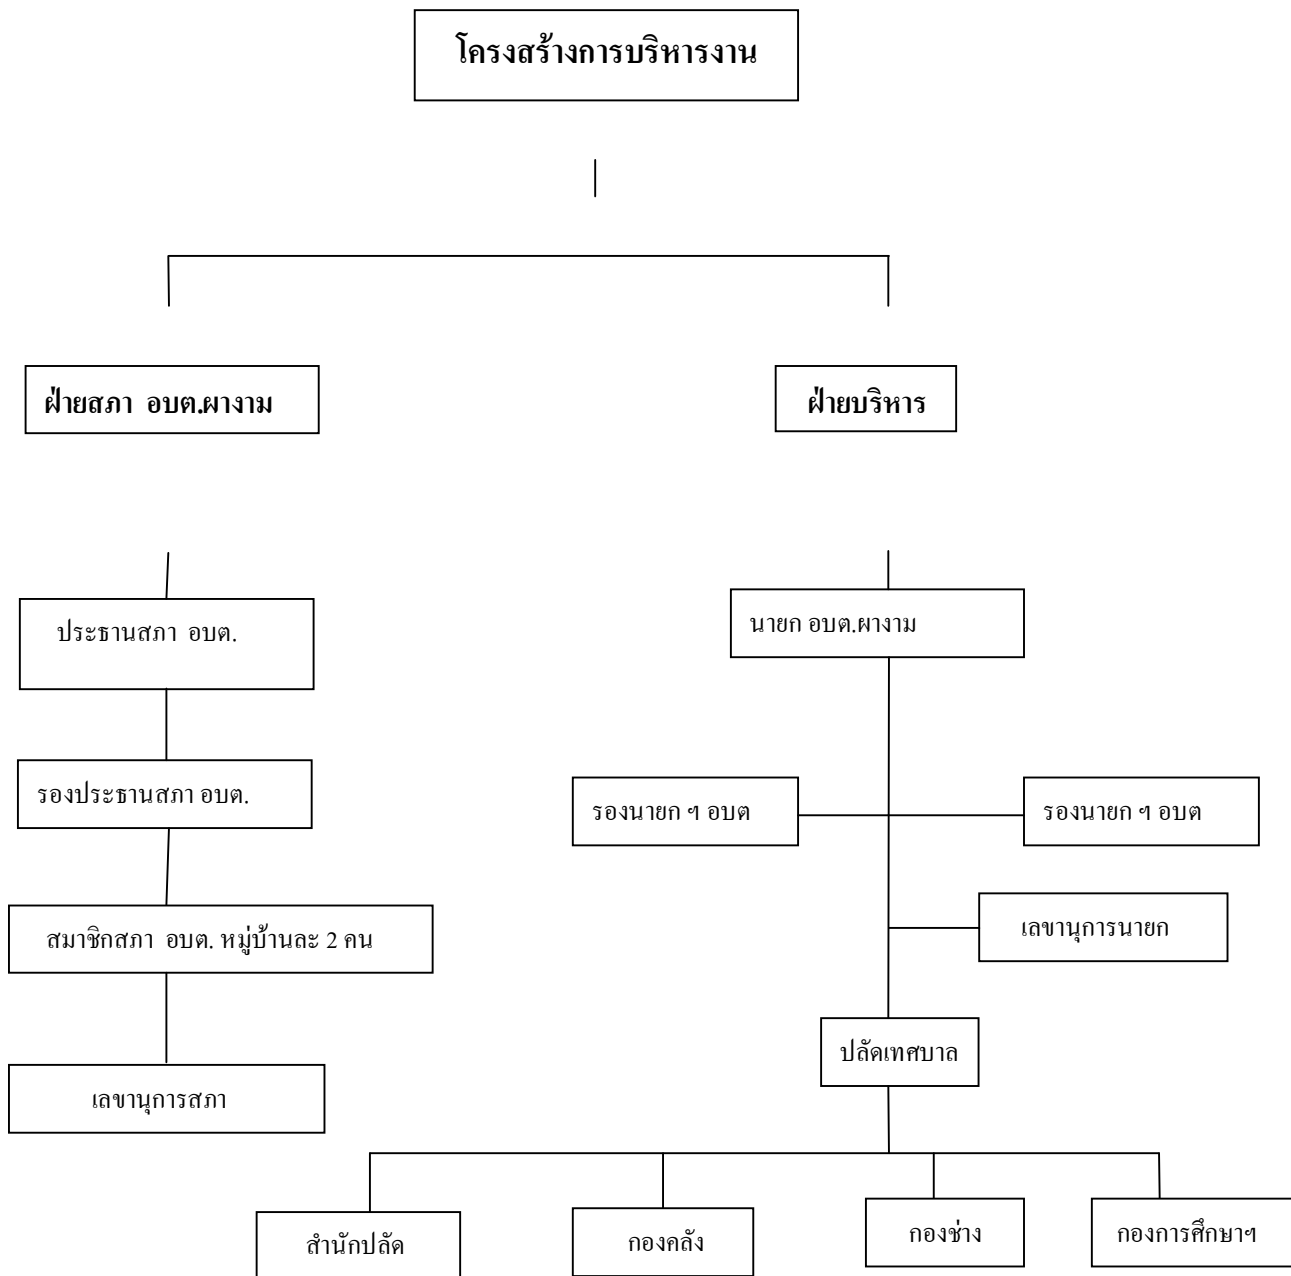 โครงสร้างการบริหารงาน
ฝ่ายสภา อบต.ผางาม
ฝ่ายบริหาร
ประธานสภา อบต.
นายก อบต.ผางาม
รองประธานสภา อบต.
รองนายก ฯ อบต
รองนายก ฯ อบต
สมาชิกสภา อบต. หมู่บ้านละ 2 คน
เลขานุการนายก
ปลัดเทศบาล
เลขานุการสภา
สำนักปลัด
กองคลัง
กองช่าง
กองการศึกษาฯ